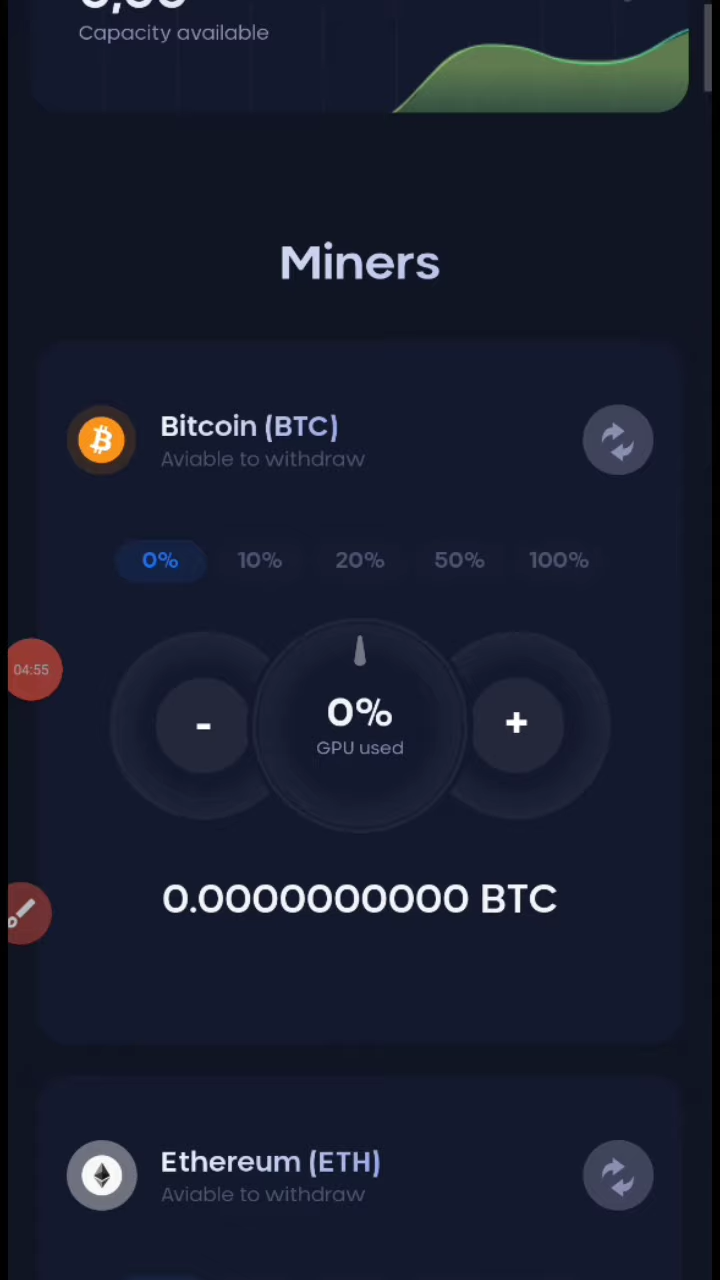 Capacity available
Miners
Bitcoin (BTC)
Aviable to withdraw
0% 10% 20% 50% 100%
04:55
- 0% +
GPU used
0.0000000000 BTC
Ethereum (ETH)
Aviable to withdraw